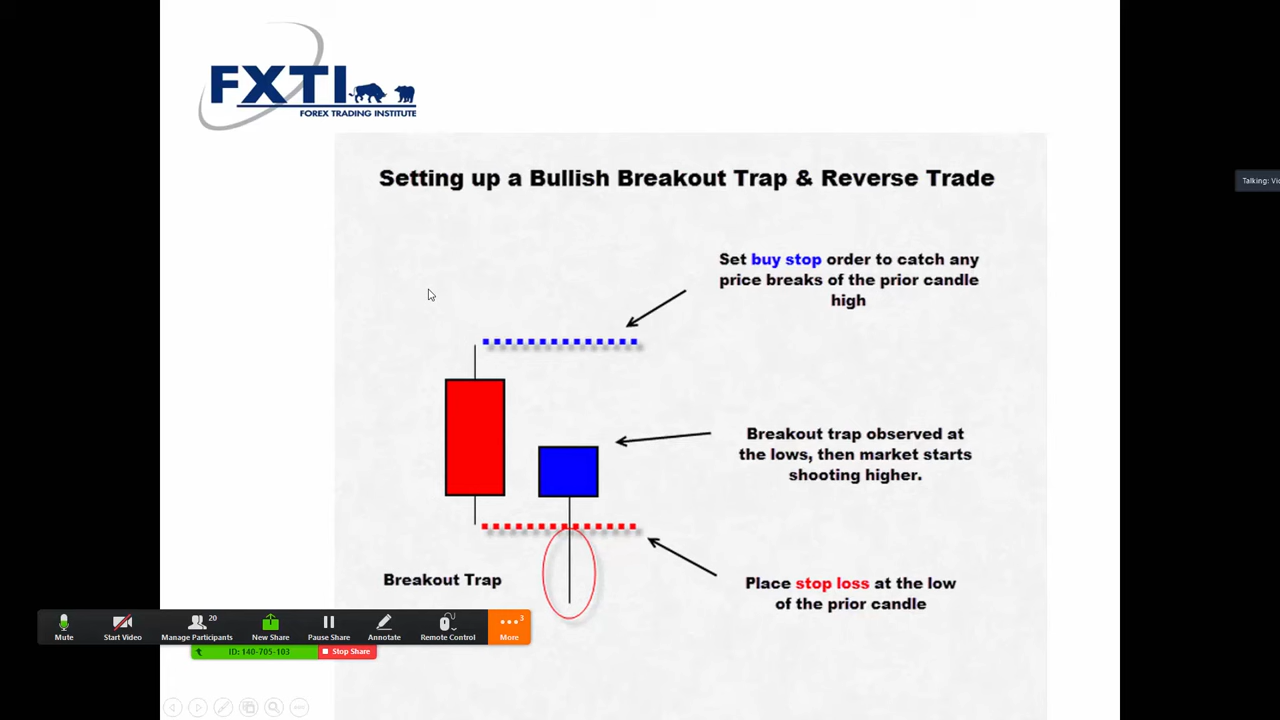 FXTI
FOREX TRADING INSTITUTE
Setting up a Bullish Breakout Trap & Reverse Trade
Set buy stop order to catch any
price breaks of the prior candle
high
Talking:
Breakout trap observed at
the lows, then market starts
shooting higher.
Breakout Trap
Place stop loss at the low
of the prior candle
20
3
Mute
Start Video
Manage Participants
New Share
Pause Share
Annotate
Remote Control
More
ID: 140-705-103
Stop Share